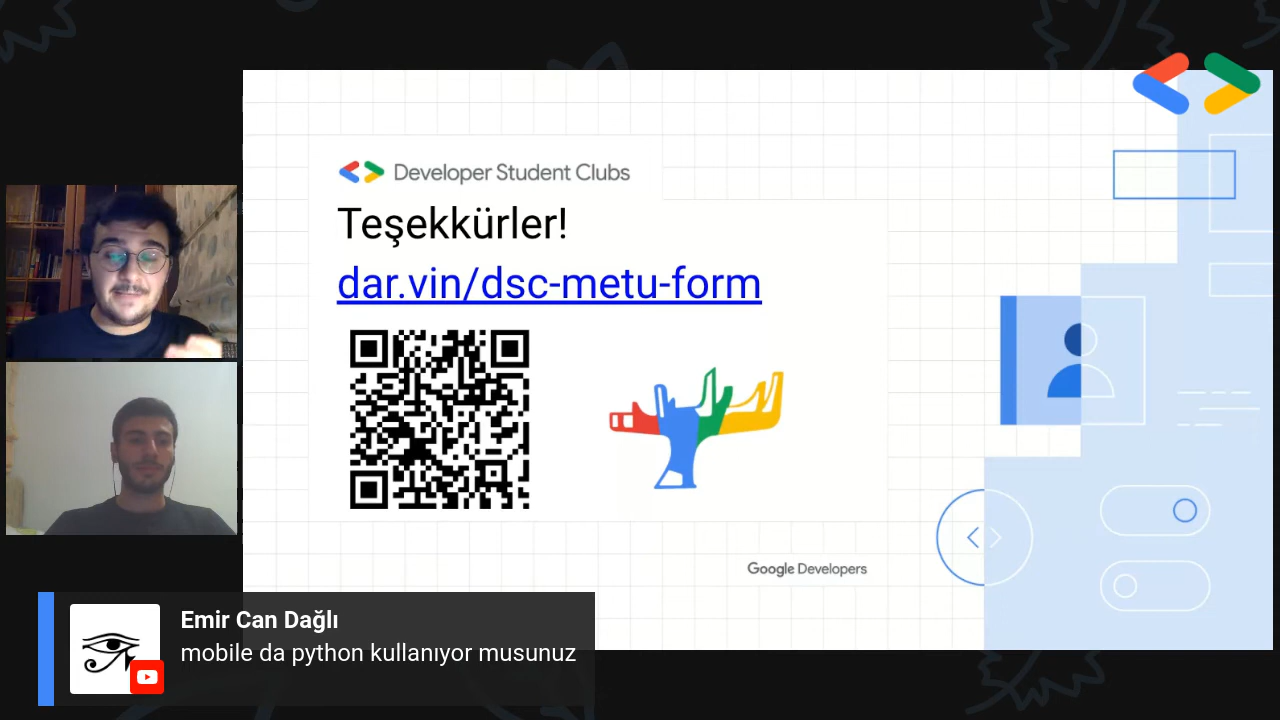 Developer Student Clubs
Teşekkürler!
dar.vin/dsc-metu-form
Google Developers
Emir Can Dağlı
mobile da python kullanıyor musunuz